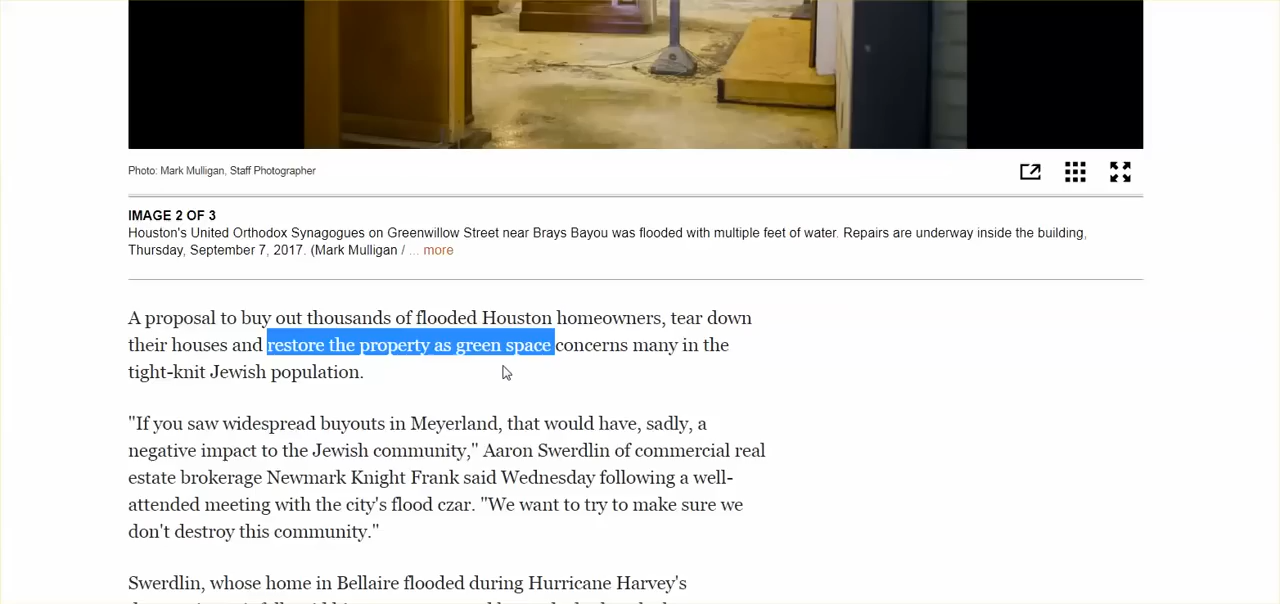 Photo: Mark Mulligan, Staff Photographer
IMAGE 2 OF 3
Houston's United Orthodox Synagogues on Greenwillow Street near Brays Bayou was flooded with multiple feet of water. Repairs are underway inside the building,
Thursday, September 7, 2017. (Mark Mulligan / ... more
A proposal to buy out thousands of flooded Houston homeowners, tear down
their houses and restore the property as green space concerns many in the
tight-knit Jewish population.
"If you saw widespread buyouts in Meyerland, that would have, sadly, a
negative impact to the Jewish community," Aaron Swerdlin of commercial real
estate brokerage Newmark Knight Frank said Wednesday following a well-
attended meeting with the city's flood czar. "We want to try to make sure we
don't destroy this community."
Swerdlin, whose home in Bellaire flooded during Hurricane Harvey's